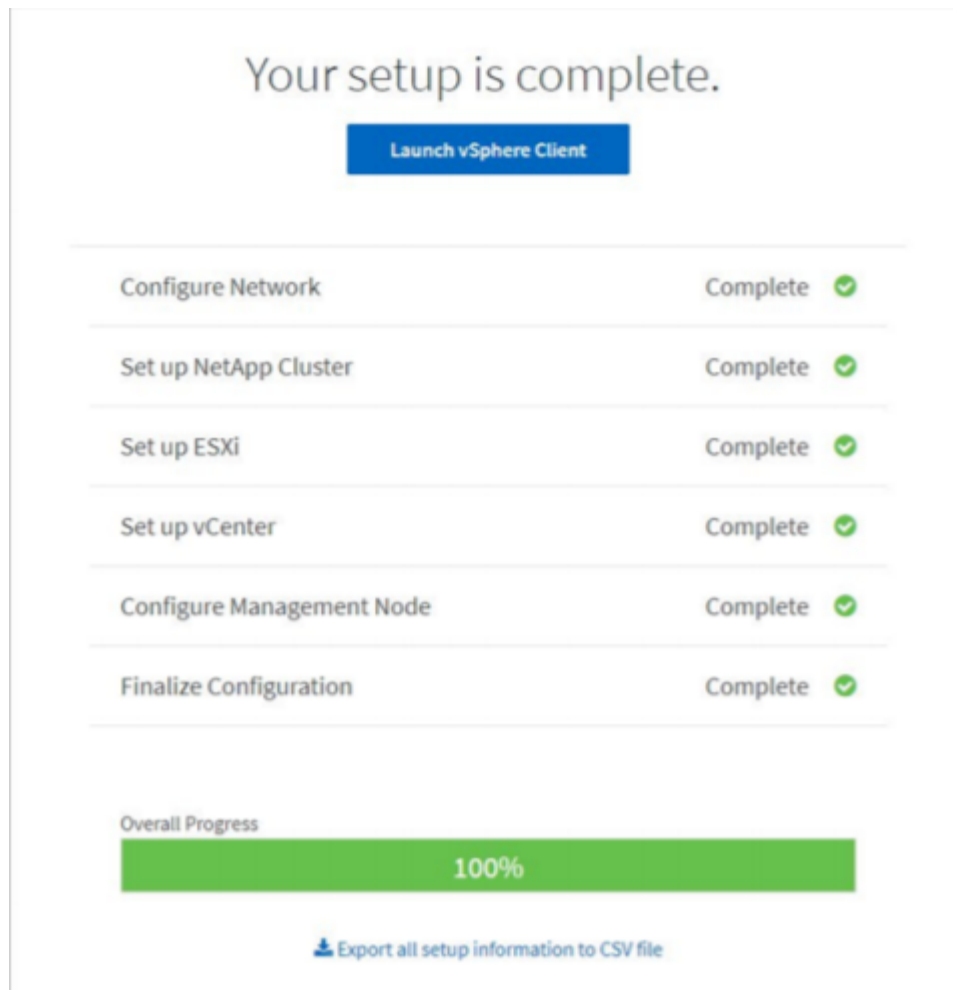 Your setup is complete.
Launch vSphere Client
Configure Network Complete
Set up NetApp Cluster Complete
Set up ESXi Complete
Set up vCenter Complete
Configure Management Node Complete
Finalize Configuration Complete
Overall Progress
100%
Export all setup information to CSV file